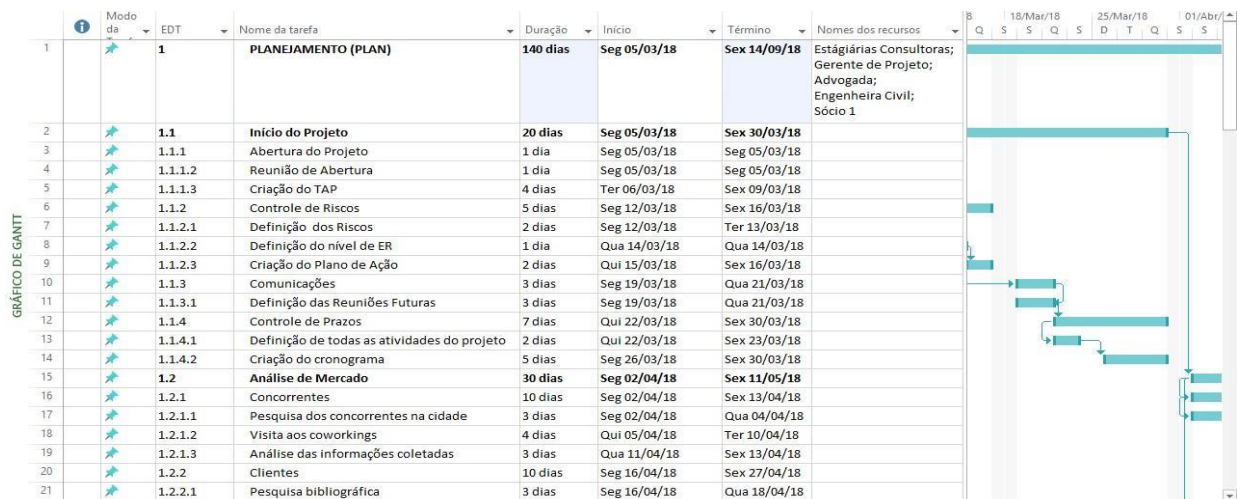 GRÁFICO DE GANTT
Modo da EDT Nome da tarefa Duração Início Término Nomes dos recursos
8 18/Mar/18 25/Mar/18 01/Abr/
Q S S Q S D T Q S S
1 1 PLANEJAMENTO (PLAN) 140 dias Seg 05/03/18 Sex 14/09/18 Estágiárias Consultoras;
Gerente de Projeto;
Advogada;
Engenheira Civil;
Sócio 1
2 1.1 Início do Projeto 20 dias Seg 05/03/18 Sex 30/03/18
3 1.1.1 Abertura do Projeto 1 dia Seg 05/03/18 Seg 05/03/18
4 1.1.1.2 Reunião de Abertura 1 dia Seg 05/03/18 Seg 05/03/18
5 1.1.1.3 Criação do TAP 4 dias Ter 06/03/18 Sex 09/03/18
6 1.1.2 Controle de Riscos 5 dias Seg 12/03/18 Sex 16/03/18
7 1.1.2.1 Definição dos Riscos 2 dias Seg 12/03/18 Ter 13/03/18
8 1.1.2.2 Definição do nível de ER 1 dia Qua 14/03/18 Qua 14/03/18
9 1.1.2.3 Criação do Plano de Ação 2 dias Qui 15/03/18 Sex 16/03/18
10 1.1.3 Comunicações 3 dias Seg 19/03/18 Qua 21/03/18
11 1.1.3.1 Definição das Reuniões Futuras 3 dias Seg 19/03/18 Qua 21/03/18
12 1.1.4 Controle de Prazos 7 dias Qui 22/03/18 Sex 30/03/18
13 1.1.4.1 Definição de todas as atividades do projeto 2 dias Qui 22/03/18 Sex 23/03/18
14 1.1.4.2 Criação do cronograma 5 dias Seg 26/03/18 Sex 30/03/18
15 1.2 Análise de Mercado 30 dias Seg 02/04/18 Sex 11/05/18
16 1.2.1 Concorrentes 10 dias Seg 02/04/18 Sex 13/04/18
17 1.2.1.1 Pesquisa dos concorrentes na cidade 3 dias Seg 02/04/18 Qua 04/04/18
18 1.2.1.2 Visita aos coworkings 4 dias Qui 05/04/18 Ter 10/04/18
19 1.2.1.3 Análise das informações coletadas 3 dias Qua 11/04/18 Sex 13/04/18
20 1.2.2 Clientes 10 dias Seg 16/04/18 Sex 27/04/18
21 1.2.2.1 Pesquisa bibliográfica 3 dias Seg 16/04/18 Qua 18/04/18